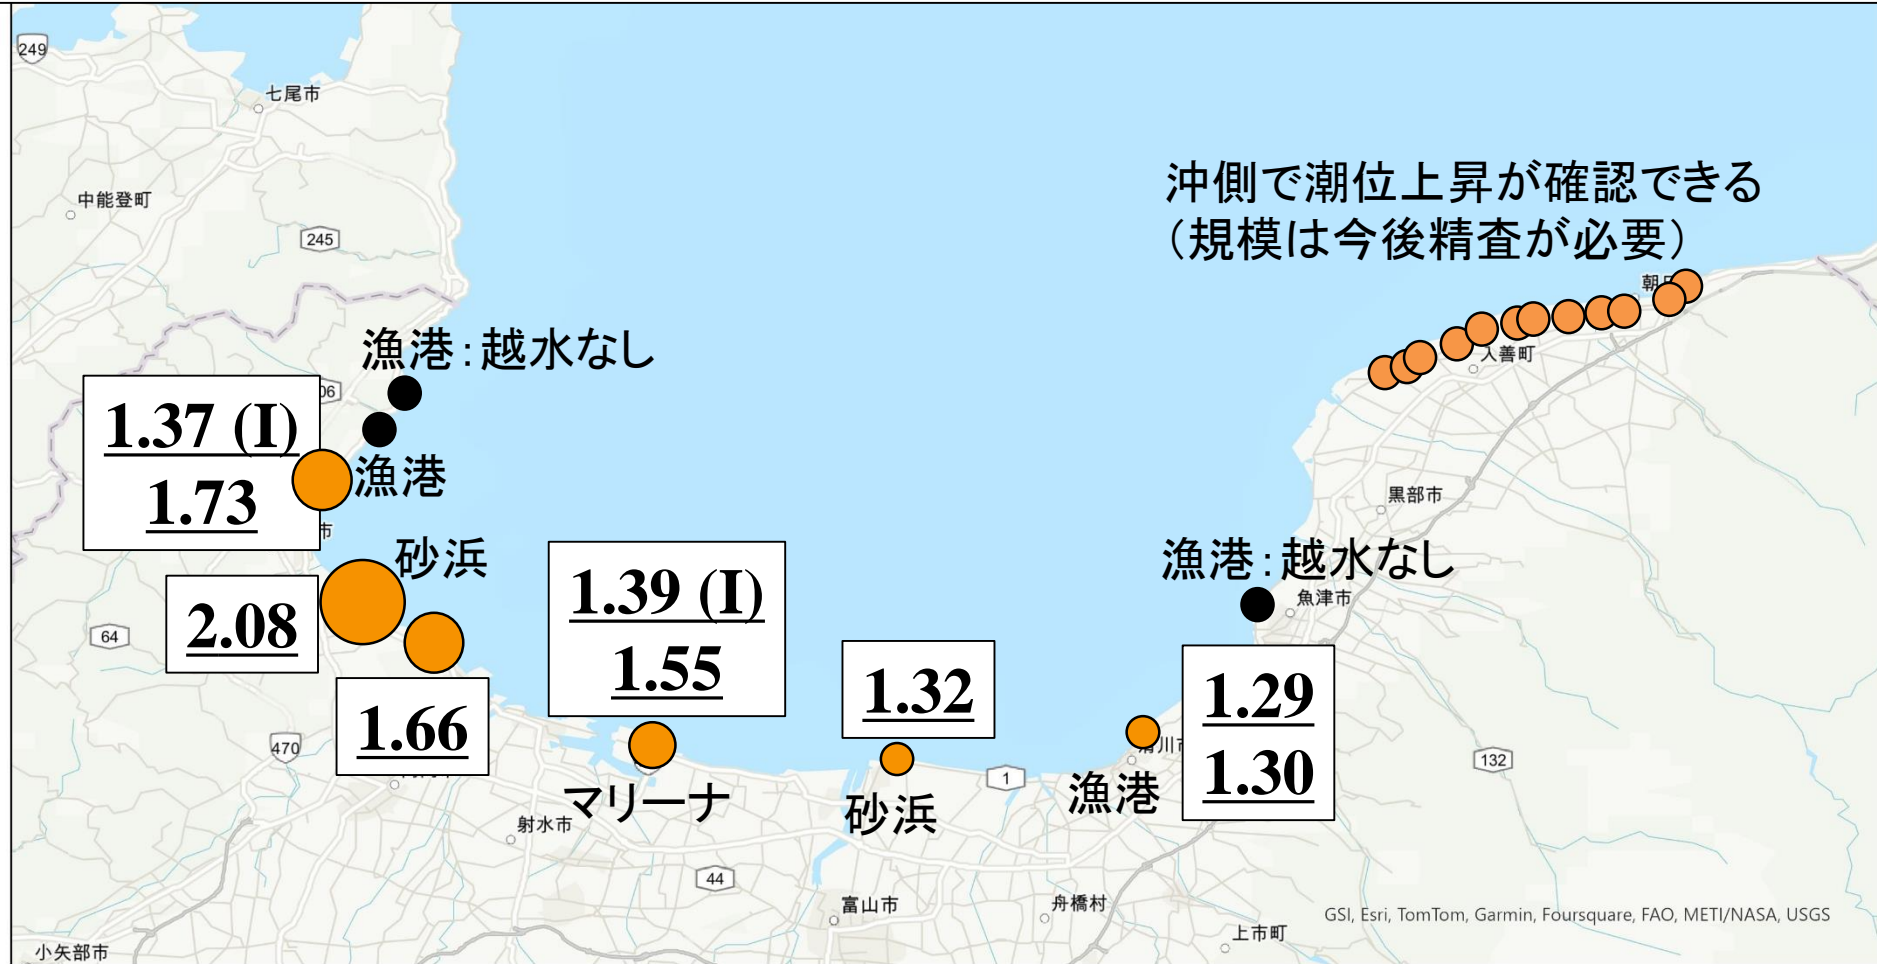 249
七尾市
中能登町
245
沖側で潮位上昇が確認できる
（規模は今後精査が必要）
漁港：越水なし
入善町
1.37 (I)
1.73
漁港
黒部市
市
砂浜
漁港：越水なし
魚津市
1.39 (I)
1.55
2.08
64
1.66
1.32
1.29
1.30
470
1
132
漁港
マリーナ
砂浜
射水市
44
富山市
舟橋村
上市町
小矢部市
GSI, Esri, TomTom, Garmin, Foursquare, FAO, METI/NASA, USGS